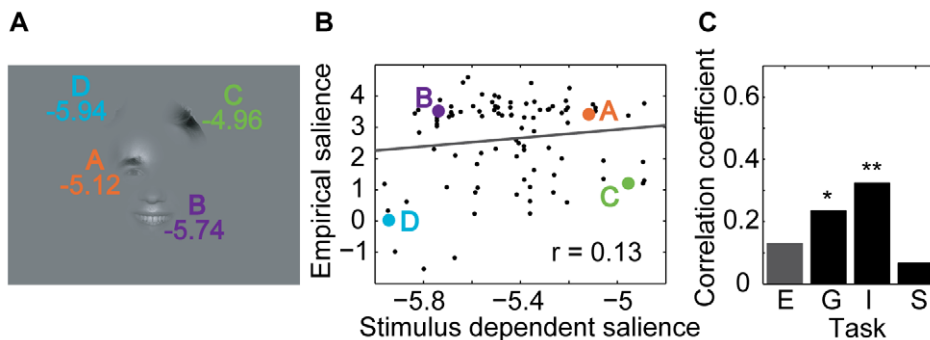 A
D
-5.94
C
-4.96
A
-5.12
B
-5.74
B
Empirical salience
4
3
2
1
0
−1
B
A
C
D
r = 0.13
−5.8
−5.4
−5
Stimulus dependent salience
C
Correlation coefficient
0.6
0.4
0.2
0
*
**
E
G
I
S
Task